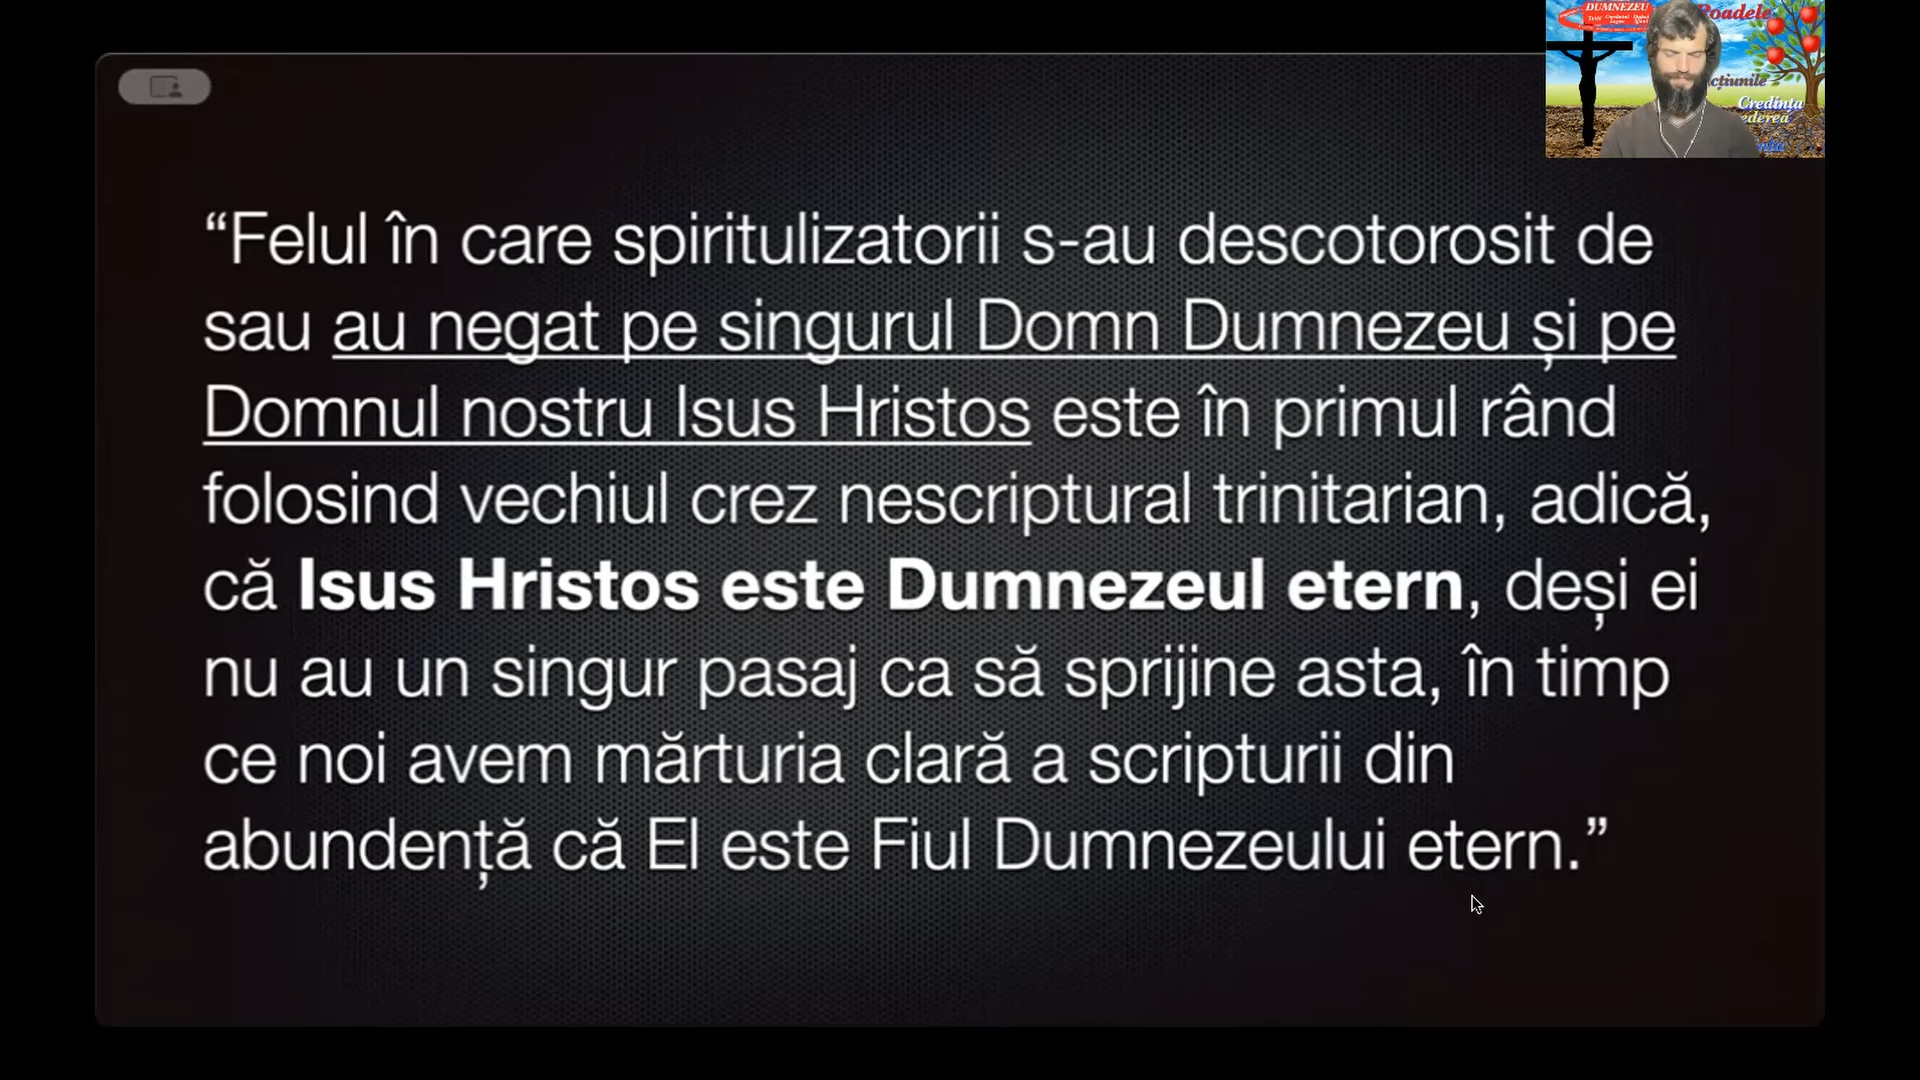 DUMNEZEU
Roadele
cțiunile
Credința
ederea
“Felul în care spiritulizatorii s-au descotorosit de
sau au negat pe singurul Domn Dumnezeu și pe
Domnul nostru Isus Hristos este în primul rând
folosind vechiul crez nescriptural trinitarian, adică,
că Isus Hristos este Dumnezeul etern, deși ei
nu au un singur pasaj ca să sprijine asta, în timp
ce noi avem mărturia clară a scripturii din
abundență că El este Fiul Dumnezeului etern.”